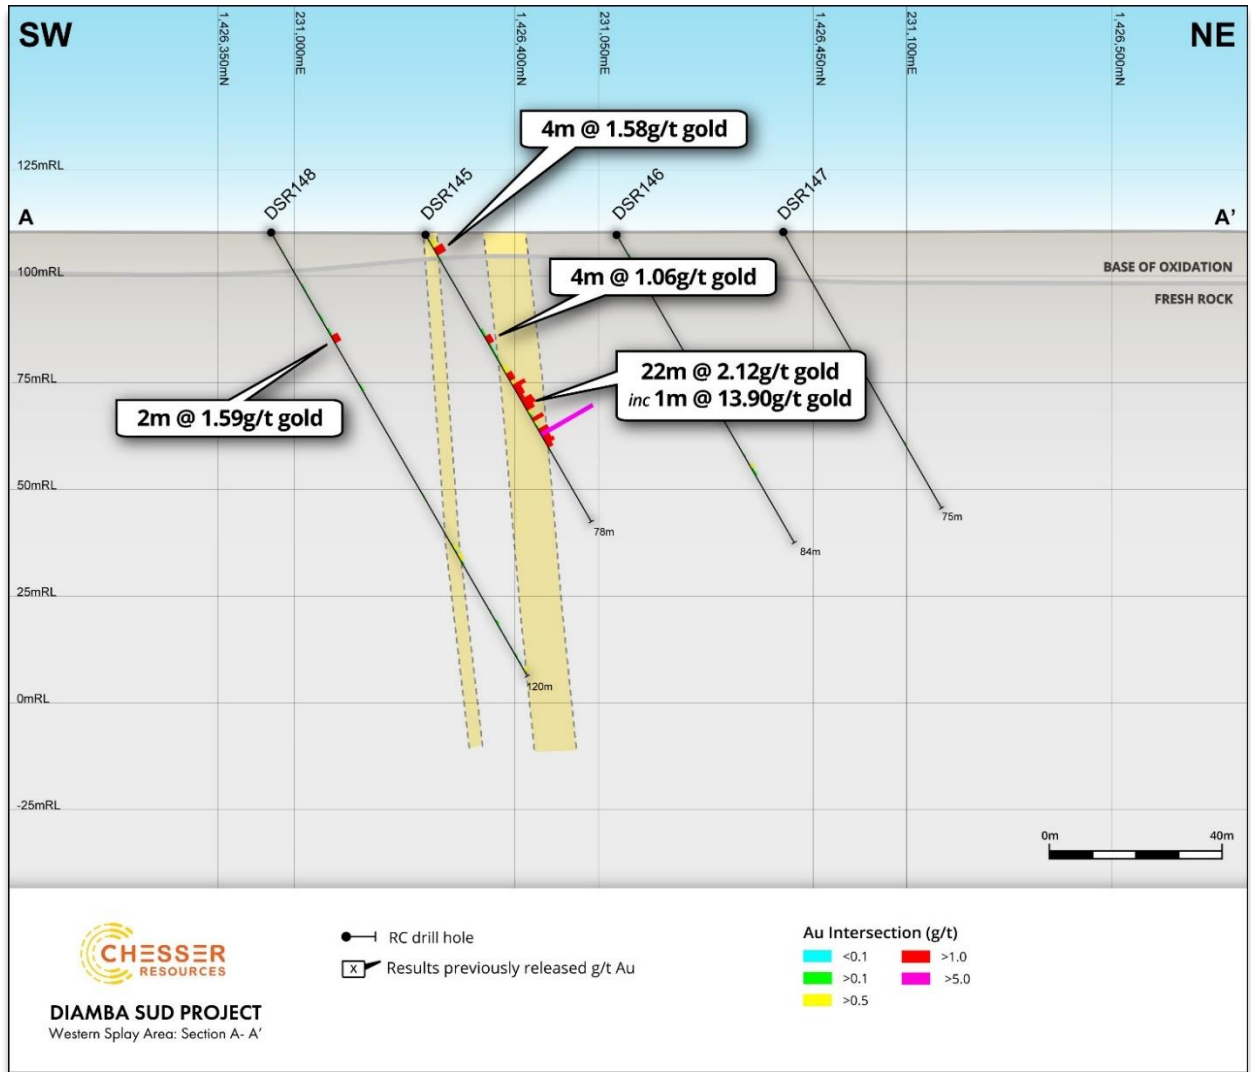 SW
NE
1,426,350mN
231,000mE
1,426,400mN
231,050mE
1,426,450mN
231,100mE
1,426,500mN
4m @ 1.58g/t gold
125mRL
DSR148
DSR145
DSR146
DSR147
A
A'
100mRL
4m @ 1.06g/t gold
BASE OF OXIDATION
FRESH ROCK
75mRL
22m @ 2.12g/t gold
inc 1m @ 13.90g/t gold
2m @ 1.59g/t gold
50mRL
78m
84m
75m
25mRL
120m
0mRL
-25mRL
0m
40m
CHESSER
RESOURCES
DIAMBA SUD PROJECT
Western Splay Area: Section A- A'
RC drill hole
X
Results previously released g/t Au
Au Intersection (g/t)
<0.1
>1.0
>0.1
>5.0
>0.5